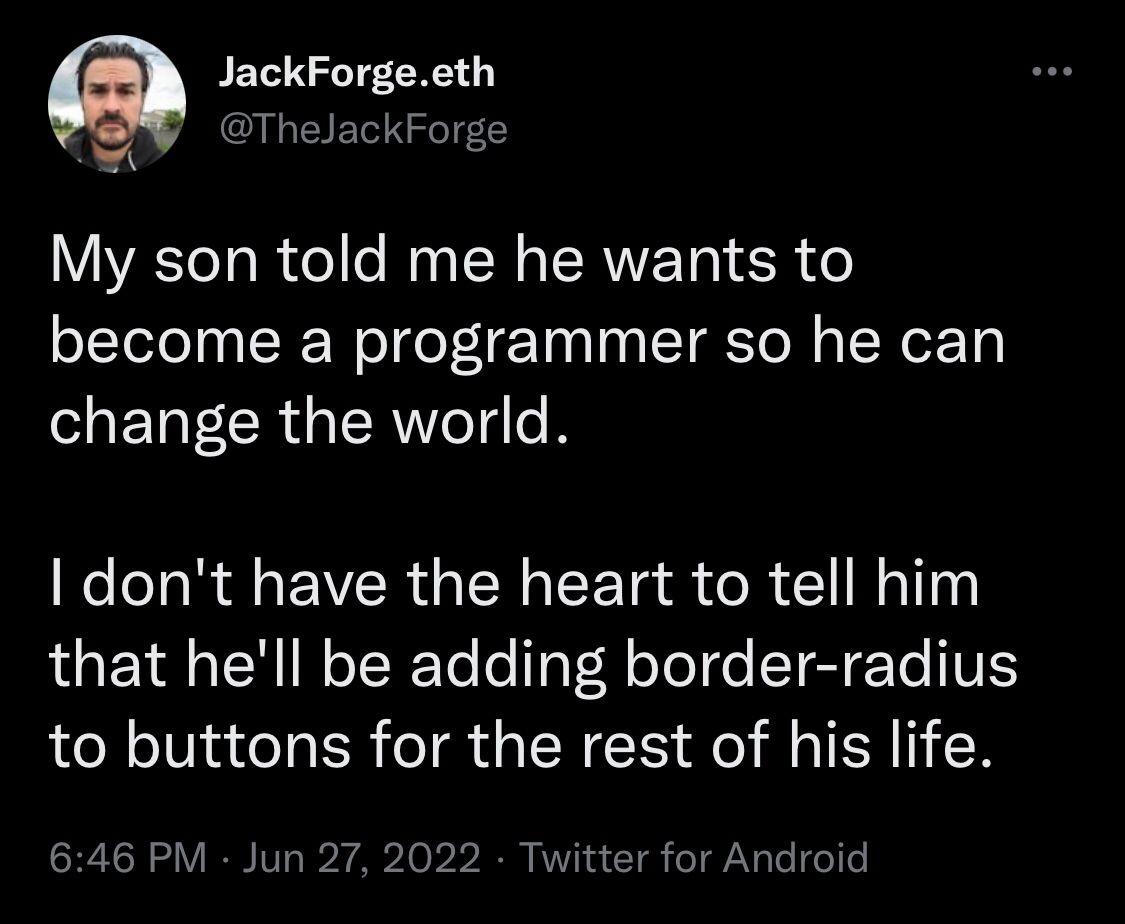 JackForge.eth
@TheJackForge
My son told me he wants to
become a programmer so he can
change the world.
I don't have the heart to tell him
that he'll be adding border-radius
to buttons for the rest of his life.
6:46 PM · Jun 27, 2022 · Twitter for Android